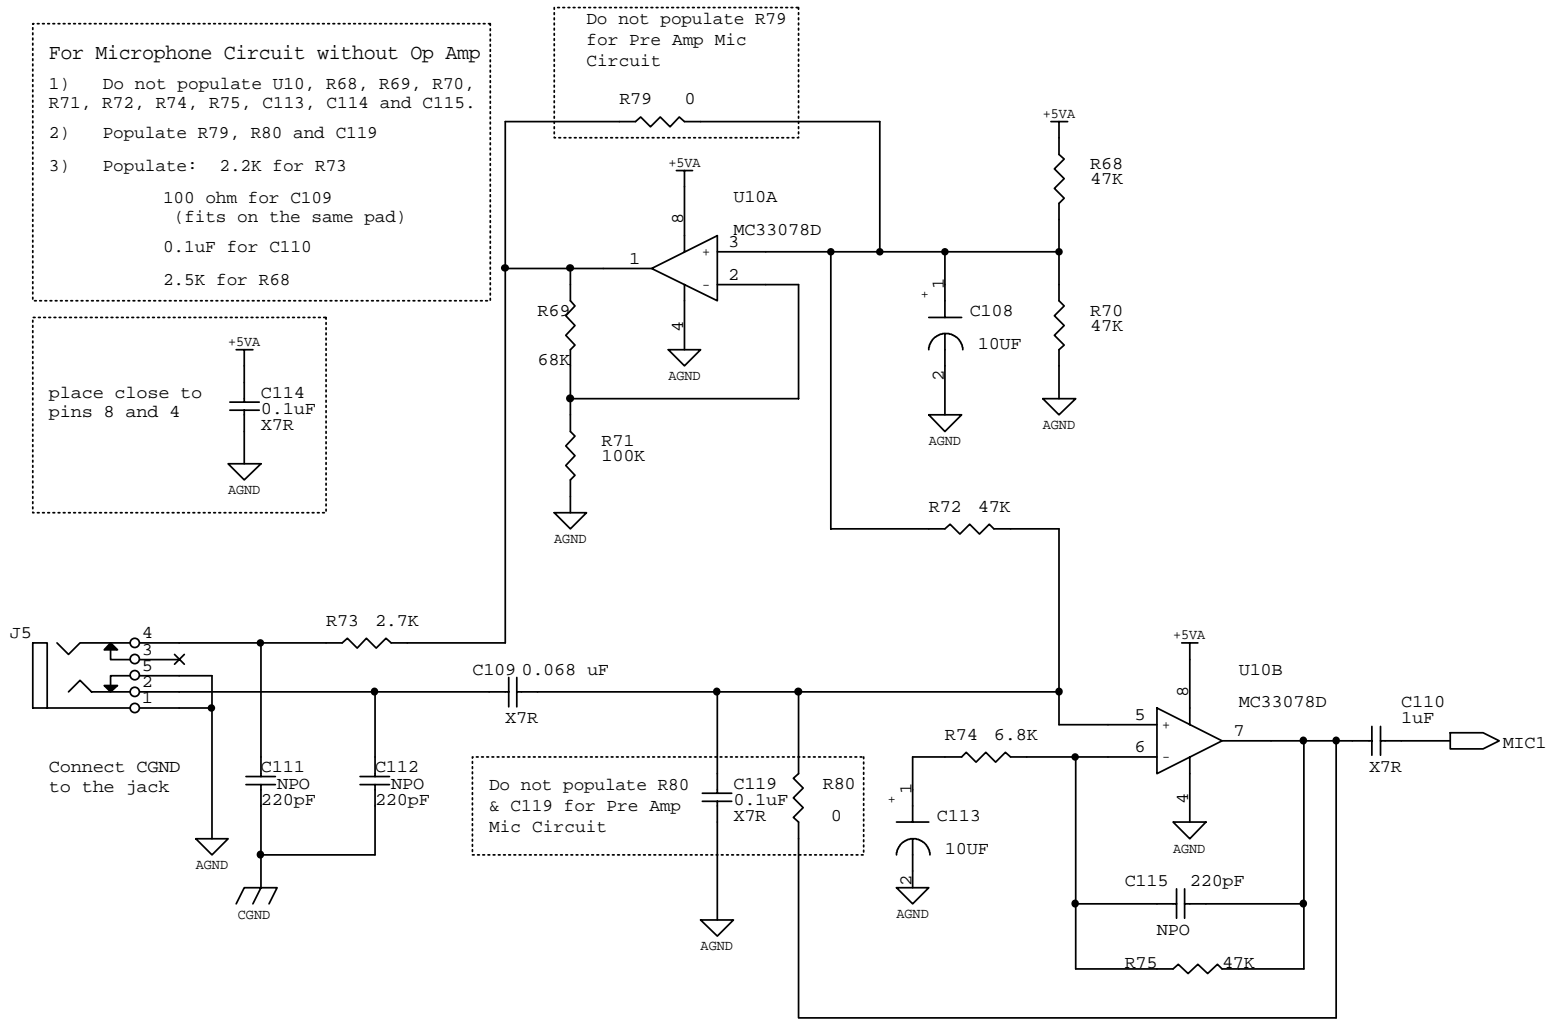 For Microphone Circuit without Op Amp
1) Do not populate U10, R68, R69, R70,
R71, R72, R74, R75, C113, C114 and C115.
2) Populate R79, R80 and C119
3) Populate: 2.2K for R73
100 ohm for C109
(fits on the same pad)
0.1uF for C110
2.5K for R68
Do not populate R79
for Pre Amp Mic
Circuit
R79 0
+5VA
8
U10A
MC33078D
3
+
2
-
1
4
AGND
R69
68K
R71
100K
AGND
+5VA
R68
47K
R70
47K
AGND
+
1
C108
10UF
2
AGND
+5VA
place close to
pins 8 and 4
C114
0.1uF
X7R
AGND
R72 47K
J5
4
3
5
2
1
R73 2.7K
C109 0.068 uF
X7R
Connect CGND
to the jack
AGND
C111
NPO
220pF
C112
NPO
220pF
CGND
Do not populate R80
& C119 for Pre Amp
Mic Circuit
C119
0.1uF
X7R
R80
0
AGND
R74 6.8K
+
1
C113
10UF
2
AGND
+5VA
8
U10B
MC33078D
5
+
6
-
7
4
AGND
C110
1uF
X7R
MIC1
C115 220pF
NPO
R75 47K